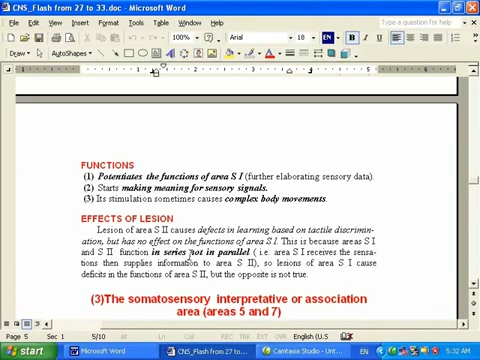 CNS_Flash from 27 to 33.doc - Microsoft Word
File Edit View Insert Format Tools Table Window Help
Type a question for help
100% Arial 18 EN B I U
Draw AutoShapes
FUNCTIONS
(1) Potentiates the functions of area S I (further elaborating sensory data).
(2) Starts making meaning for sensory signals.
(3) Its stimulation sometimes causes complex body movements.
EFFECTS OF LESION
Lesion of area S II causes defects in learning based on tactile discrimin-
ation, but has no effect on the functions of area S I. This is because areas S I
and S II function in series not in parallel ( i.e. area S I receives the sensa-
tions then supplies information to area S II), so lesions of area S I cause
deficits in the functions of area S II, but the opposite is not true.
(3)The somatosensory interpretative or association
area (areas 5 and 7)
Page 5 Sec 1 5/10 English (U.S
start Microsoft Word CNS_Flash from 27 to... Camtasia Studio - Unt... EN 5:32 AM